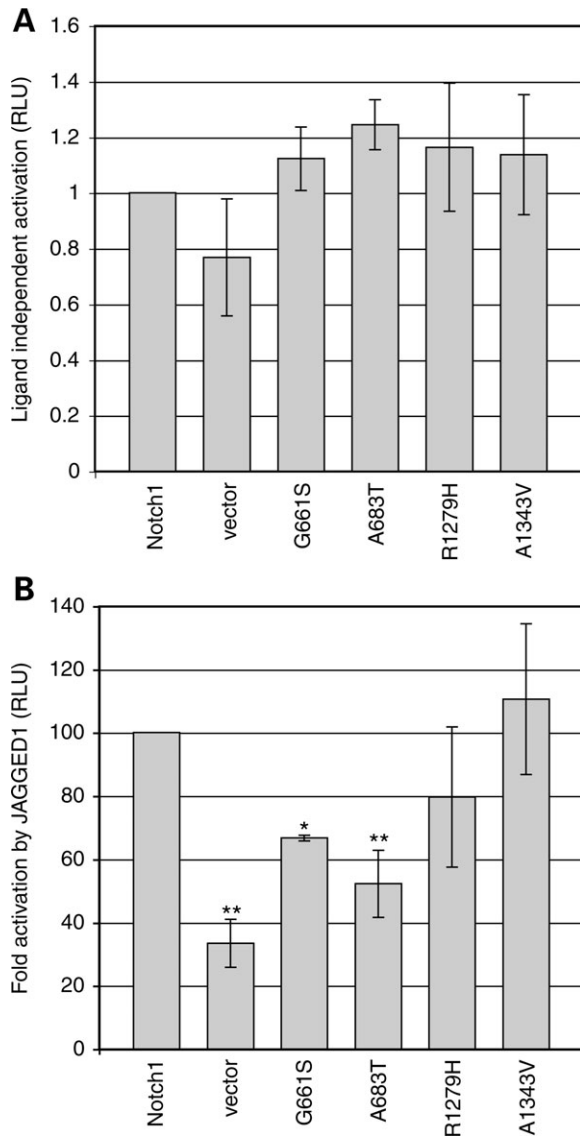 A
Ligand independent activation (RLU)
1.6
1.4
1.2
1
0.8
0.6
0.4
0.2
0
Notch1
vector
G661S
A683T
R1279H
A1343V
B
Fold activation by JAGGED1 (RLU)
140
120
100
80
60
40
20
0
**
*
**
Notch1
vector
G661S
A683T
R1279H
A1343V